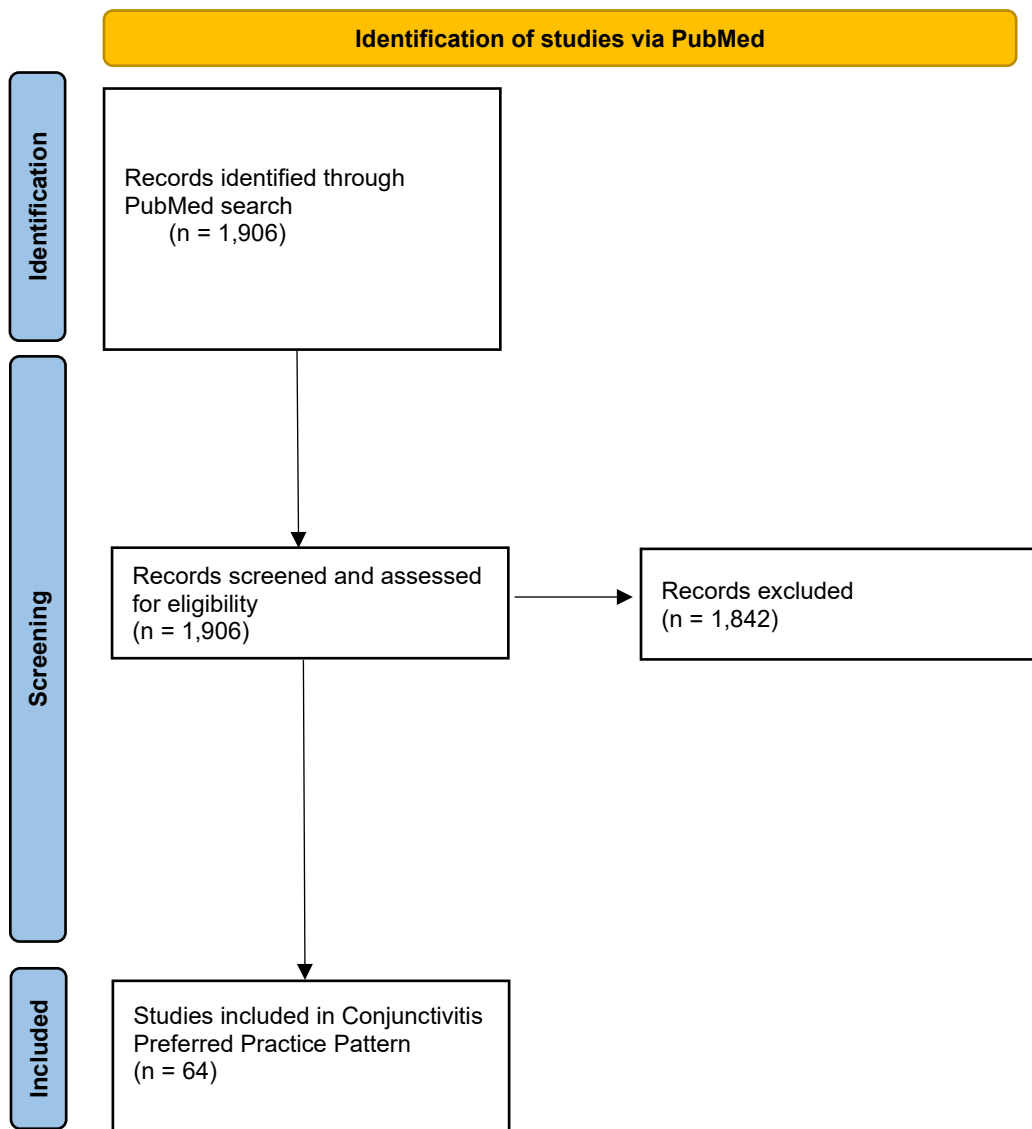 Identification of studies via PubMed
Identification
Records identified through
PubMed search
(n = 1,906)
Screening
Records screened and assessed
for eligibility
(n = 1,906)
Records excluded
(n = 1,842)
Included
Studies included in Conjunctivitis
Preferred Practice Pattern
(n = 64)